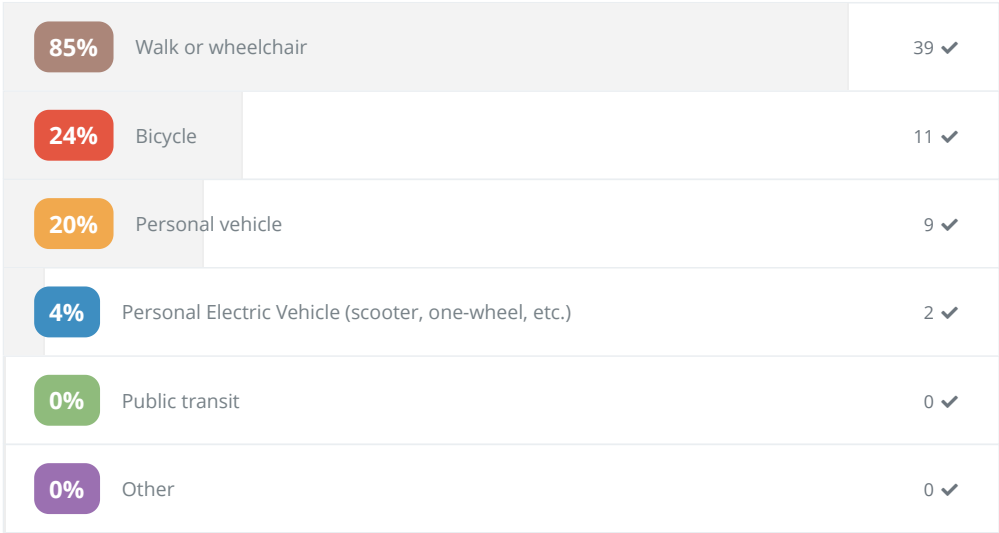 85% Walk or wheelchair 39
24% Bicycle 11
20% Personal vehicle 9
4% Personal Electric Vehicle (scooter, one-wheel, etc.) 2
0% Public transit 0
0% Other 0